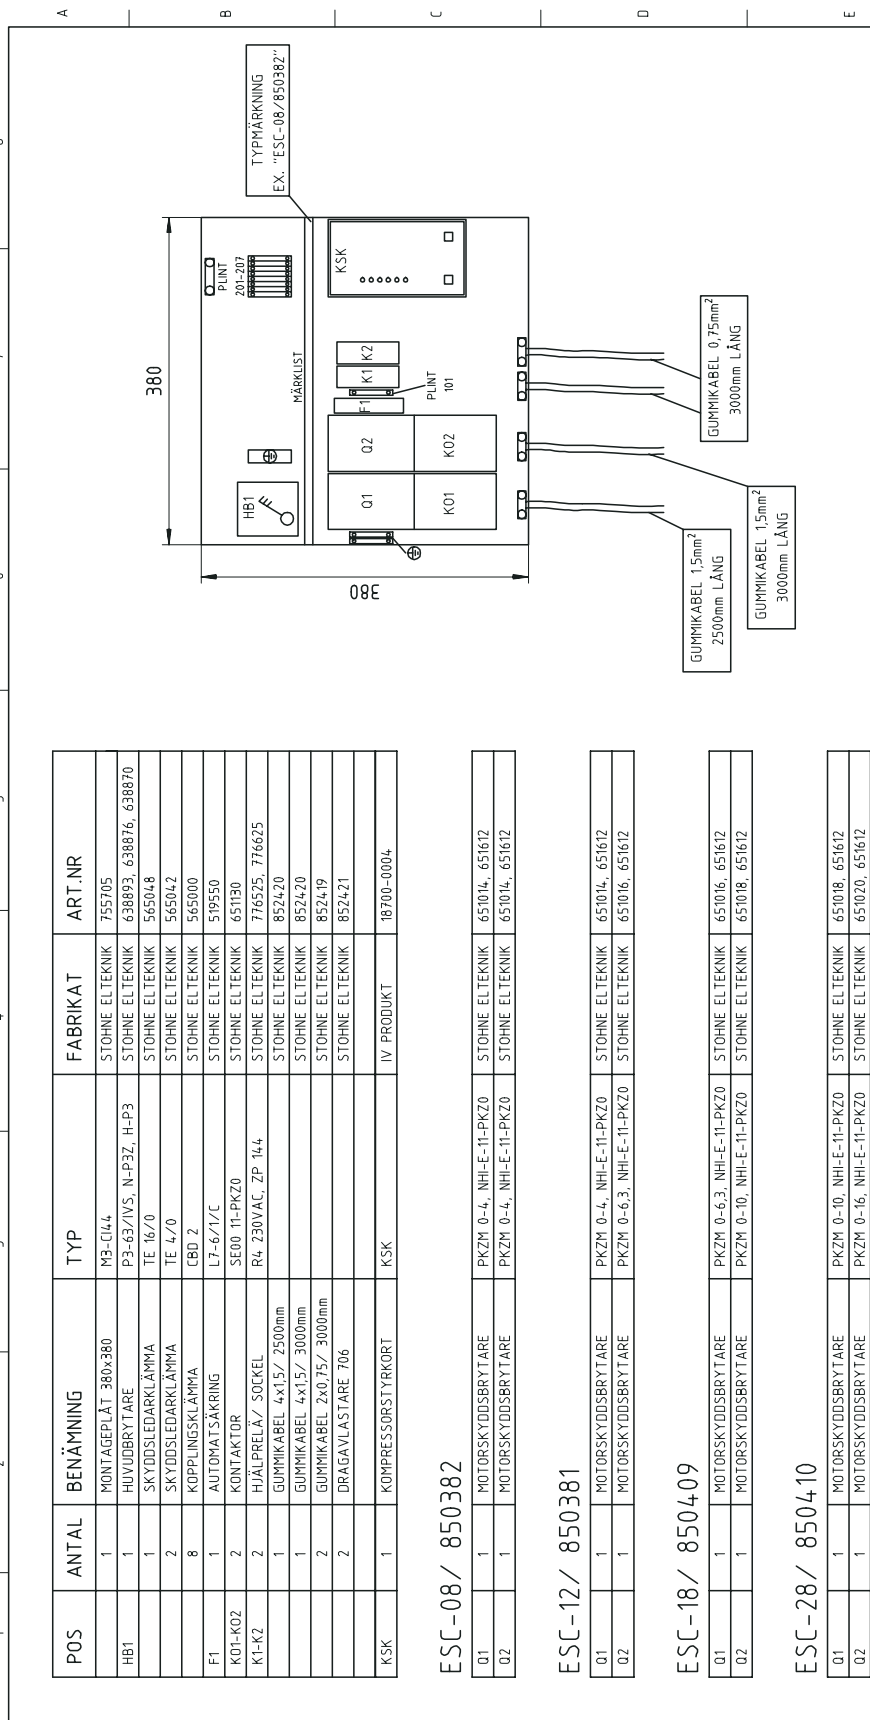 POS ANTAL BENÄMNING TYP FABRIKAT ART.NR
1 MONTAGEPLÅT 380x380 M3-CI44 STOHNE ELTEKNIK 755705
HB1 1 HUVUDBRYTARE P3-63/IVS, N-P3Z, H-P3 STOHNE ELTEKNIK 638893, 638876, 638870
1 SKYDDSLEDARKLÄMMA TE 16/0 STOHNE ELTEKNIK 565048
2 SKYDDSLEDARKLÄMMA TE 4/0 STOHNE ELTEKNIK 565042
8 KOPPLINGSKLÄMMA CBD 2 STOHNE ELTEKNIK 565000
F1 1 AUTOMATSÄKRING L7-6/1/C STOHNE ELTEKNIK 519550
KO1-KO2 2 KONTAKTOR SE00 11-PKZ0 STOHNE ELTEKNIK 651130
K1-K2 2 HJÄLPRELÄ/ SOCKEL R4 230VAC, ZP 144 STOHNE ELTEKNIK 776525, 776625
1 GUMMIKABEL 4x1,5/ 2500mm STOHNE ELTEKNIK 852420
1 GUMMIKABEL 4x1,5/ 3000mm STOHNE ELTEKNIK 852420
2 GUMMIKABEL 2x0,75/ 3000mm STOHNE ELTEKNIK 852419
2 DRAGAVLASTARE 706 STOHNE ELTEKNIK 852421
KSK 1 KOMPRESSORSTYRKORT KSK IV PRODUKT 18700-0004
ESC-08/ 850382
Q1 1 MOTORSKYDDSBRYTARE PKZM 0-4, NHI-E-11-PKZ0 STOHNE ELTEKNIK 651014, 651612
Q2 1 MOTORSKYDDSBRYTARE PKZM 0-4, NHI-E-11-PKZ0 STOHNE ELTEKNIK 651014, 651612
ESC-12/ 850381
Q1 1 MOTORSKYDDSBRYTARE PKZM 0-4, NHI-E-11-PKZ0 STOHNE ELTEKNIK 651014, 651612
Q2 1 MOTORSKYDDSBRYTARE PKZM 0-6,3, NHI-E-11-PKZ0 STOHNE ELTEKNIK 651016, 651612
ESC-18/ 850409
Q1 1 MOTORSKYDDSBRYTARE PKZM 0-6,3, NHI-E-11-PKZ0 STOHNE ELTEKNIK 651016, 651612
Q2 1 MOTORSKYDDSBRYTARE PKZM 0-10, NHI-E-11-PKZ0 STOHNE ELTEKNIK 651018, 651612
ESC-28/ 850410
Q1 1 MOTORSKYDDSBRYTARE PKZM 0-10, NHI-E-11-PKZ0 STOHNE ELTEKNIK 651018, 651612
Q2 1 MOTORSKYDDSBRYTARE PKZM 0-16, NHI-E-11-PKZ0 STOHNE ELTEKNIK 651020, 651612
380
380
HB1
PLINT
201-207
MÄRKLIST
TYPMÄRKNING
EX. "ESC-08/850382"
Q1
Q2
F1
K1
K2
KSK
PLINT
101
KO1
KO2
GUMMIKABEL 1,5mm²
2500mm LÅNG
GUMMIKABEL 1,5mm²
3000mm LÅNG
GUMMIKABEL 0,75mm²
3000mm LÅNG
A
B
C
D
E